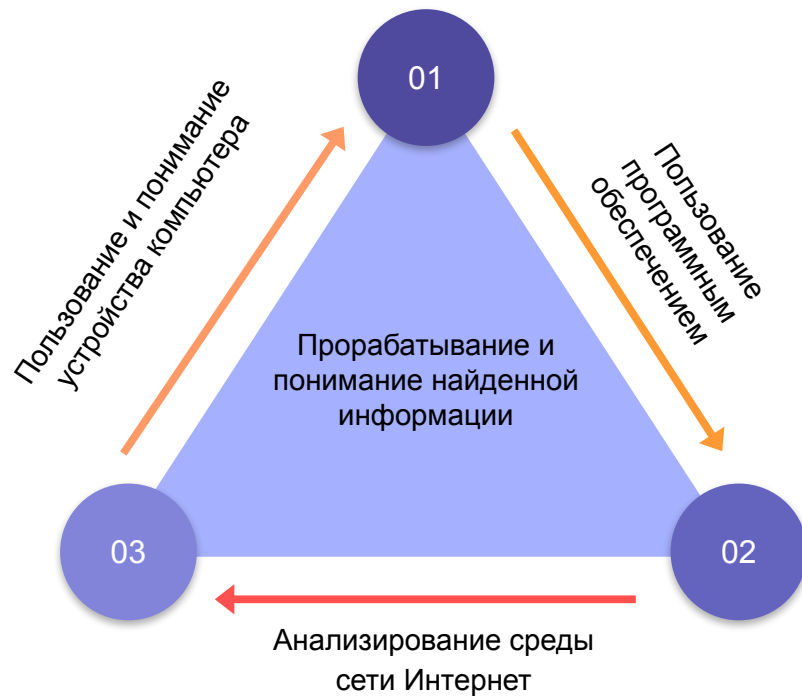 01
Пользование и понимание
устройства компьютера
Пользование
программным
обеспечением
Прорабатывание и
понимание найденной
информации
03
02
Анализирование среды
сети Интернет